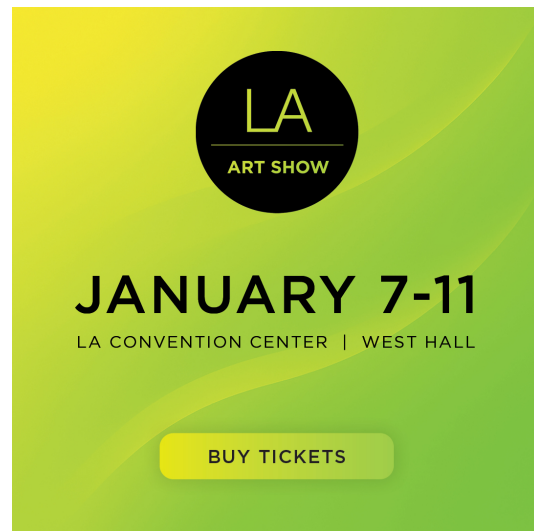 LA
ART SHOW
JANUARY 7-11
LA CONVENTION CENTER | WEST HALL
BUY TICKETS